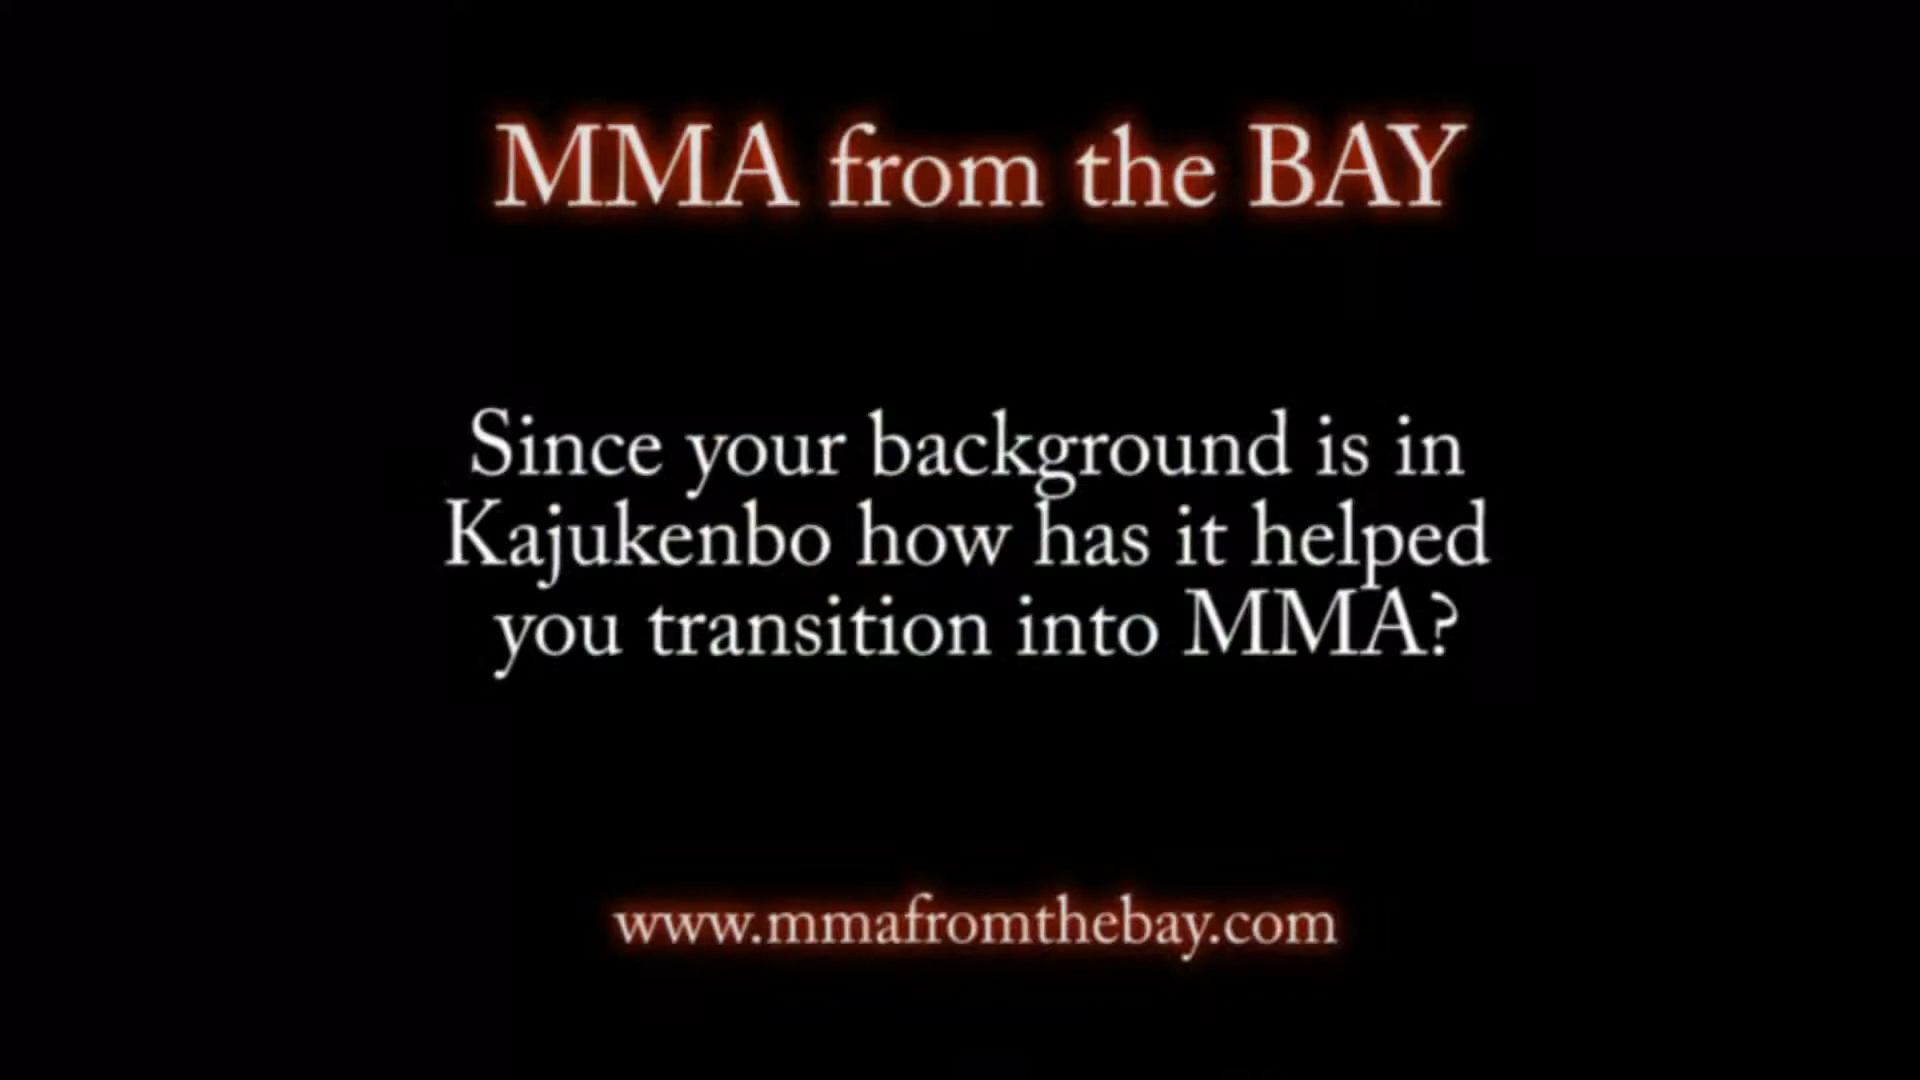 MMA from the BAY
Since your background is in
Kajukenbo how has it helped
you transition into MMA?
www.mmafromthebay.com